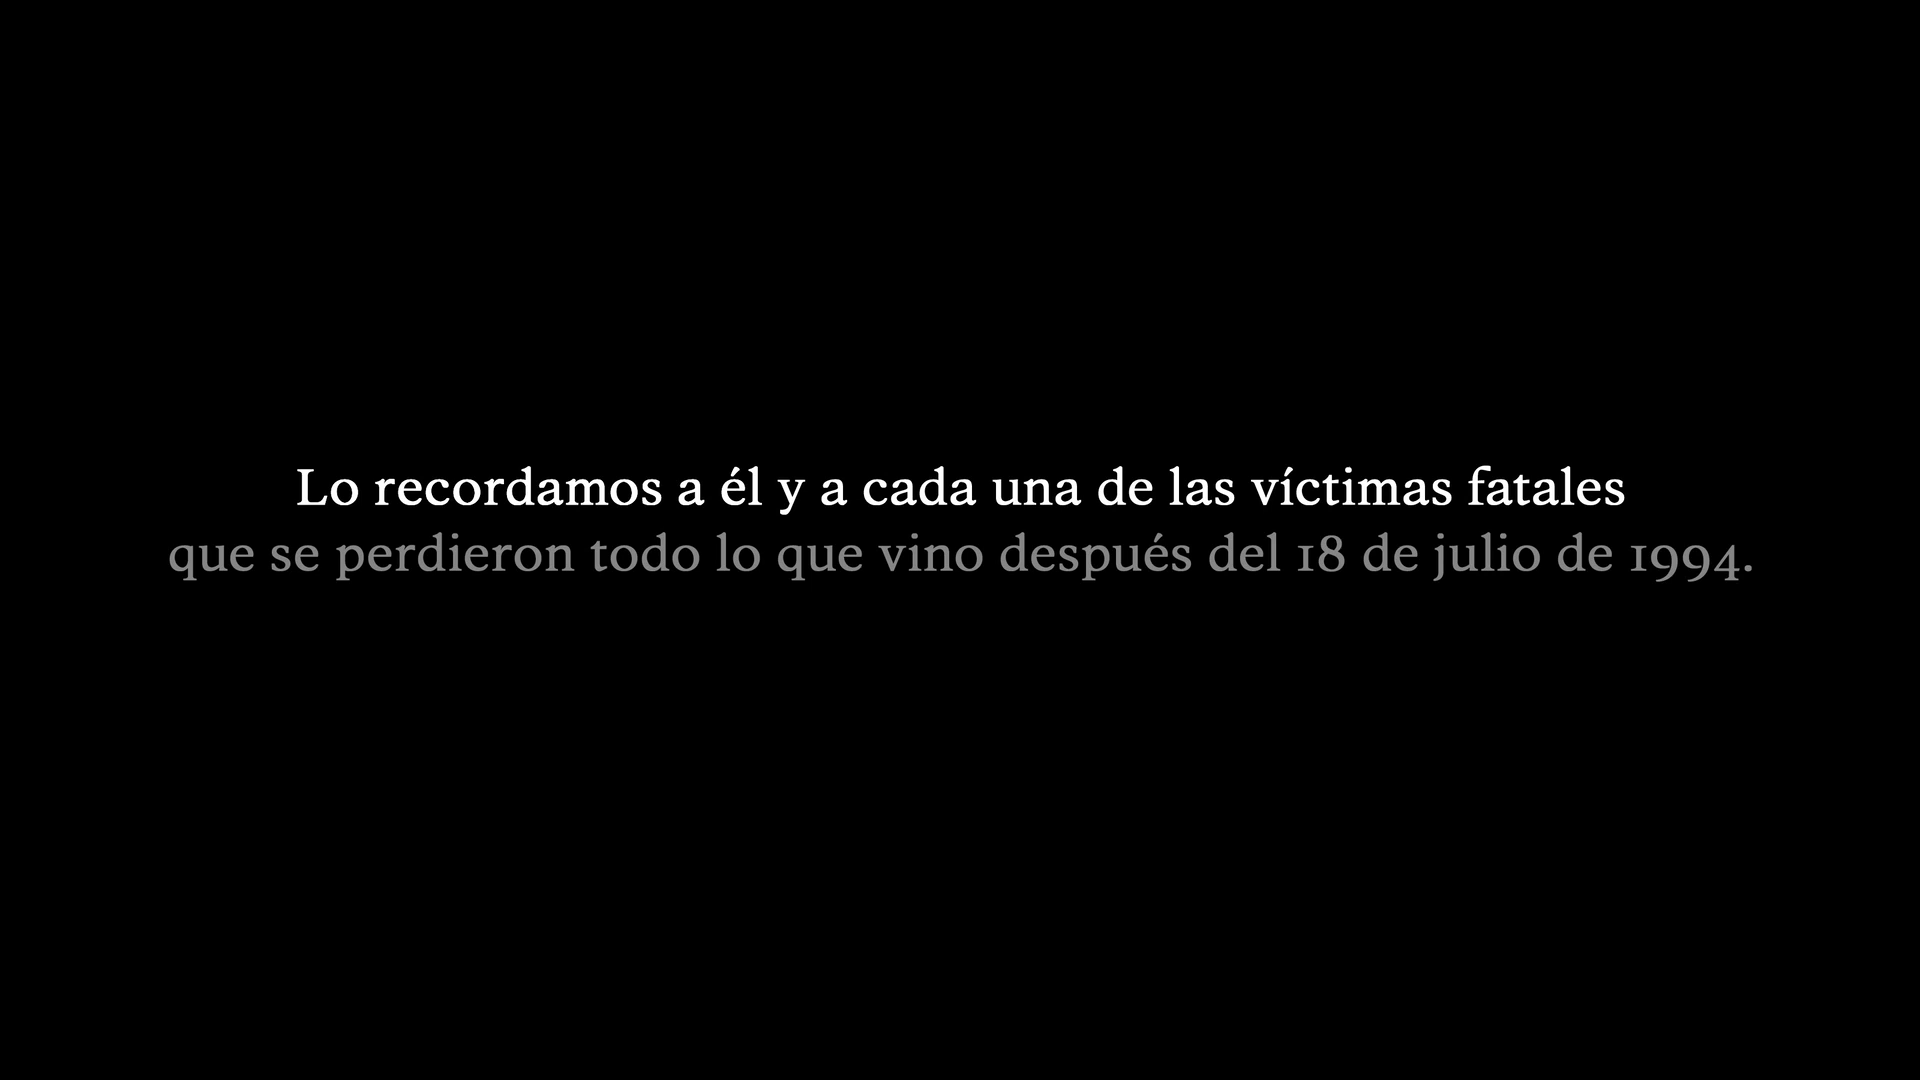 Lo recordamos a él y a cada una de las víctimas fatales
que se perdieron todo lo que vino después del 18 de julio de 1994.